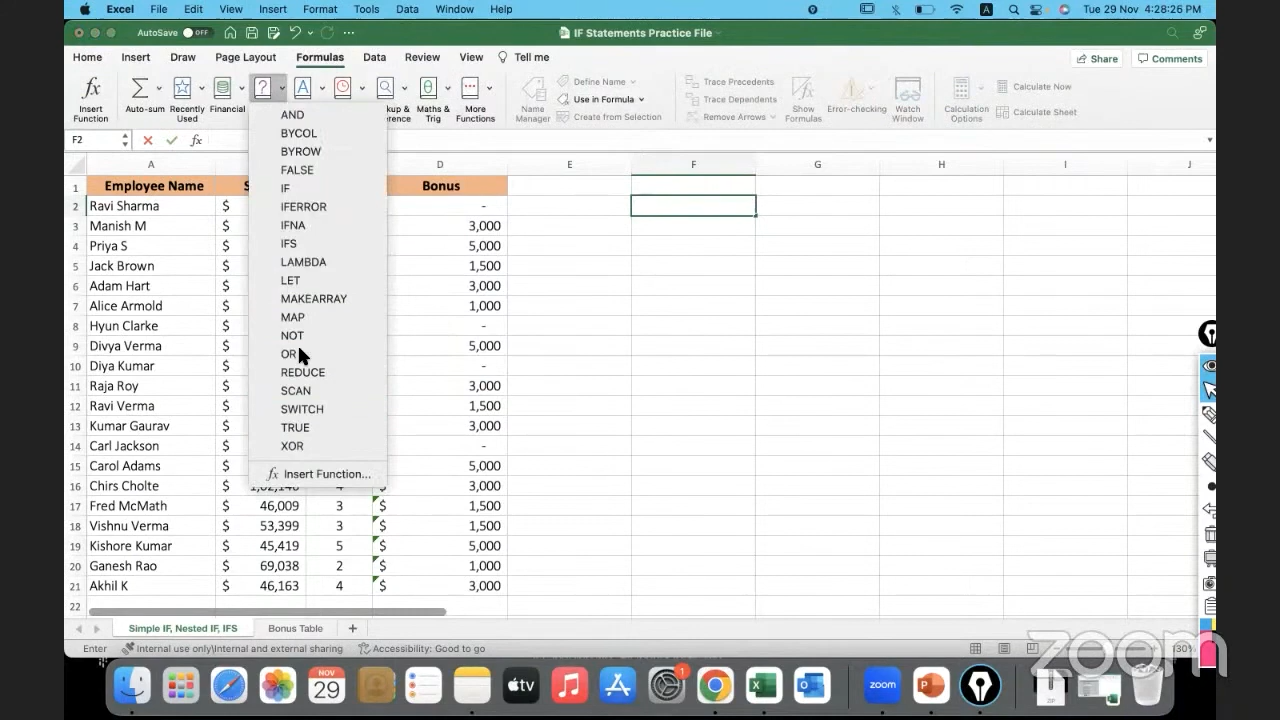 Excel File Edit View Insert Format Tools Data Window Help A Tue 29 Nov 4:28:26 PM
AutoSave OFF IF Statements Practice File
Home Insert Draw Page Layout Formulas Data Review View Tell me Share Comments
Insert Function
Auto-sum
Recently Used
Financial
Maths & Trig
More Functions
Name Manager
Define Name
Use in Formula
Create from Selection
Trace Precedents
Trace Dependents
Remove Arrows
Show Formulas
Error-checking
Watch Window
Calculation Options
Calculate Now
Calculate Sheet
F2 fx
AND
BYCOL
BYROW
FALSE
IF
IFERROR
IFNA
IFS
LAMBDA
LET
MAKEARRAY
MAP
NOT
OR
REDUCE
SCAN
SWITCH
TRUE
XOR
fx Insert Function...
A D E F G H I J
1 Employee Name S Bonus
2 Ravi Sharma $ -
3 Manish M $ 3,000
4 Priya S $ 5,000
5 Jack Brown $ 1,500
6 Adam Hart $ 3,000
7 Alice Armold $ 1,000
8 Hyun Clarke $ -
9 Divya Verma $ 5,000
10 Diya Kumar $ -
11 Raja Roy $ 3,000
12 Ravi Verma $ 1,500
13 Kumar Gaurav $ 3,000
14 Carl Jackson $ -
15 Carol Adams $ 5,000
16 Chirs Cholte $ 3,000
17 Fred McMath $ 46,009 3 $ 1,500
18 Vishnu Verma $ 53,399 3 $ 1,500
19 Kishore Kumar $ 45,419 5 $ 5,000
20 Ganesh Rao $ 69,038 2 $ 1,000
21 Akhil K $ 46,163 4 $ 3,000
22
Simple IF, Nested IF, IFS Bonus Table +
Enter Internal use only\Internal and external sharing Accessibility: Good to go
zoom
NOV
29
tv
1
zoom